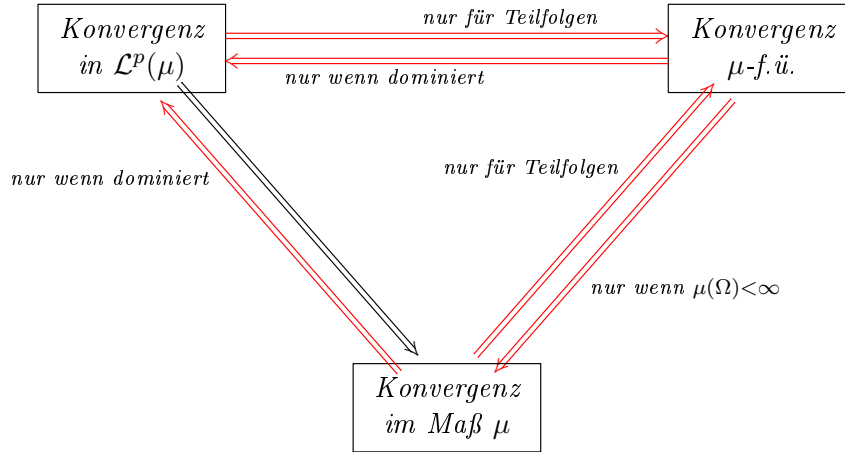 Konvergenz
in 𝓛ᵖ(μ)
nur für Teilfolgen
nur wenn dominiert
Konvergenz
μ-f.ü.
nur wenn dominiert
nur für Teilfolgen
nur wenn μ(Ω)<∞
Konvergenz
im Maß μ